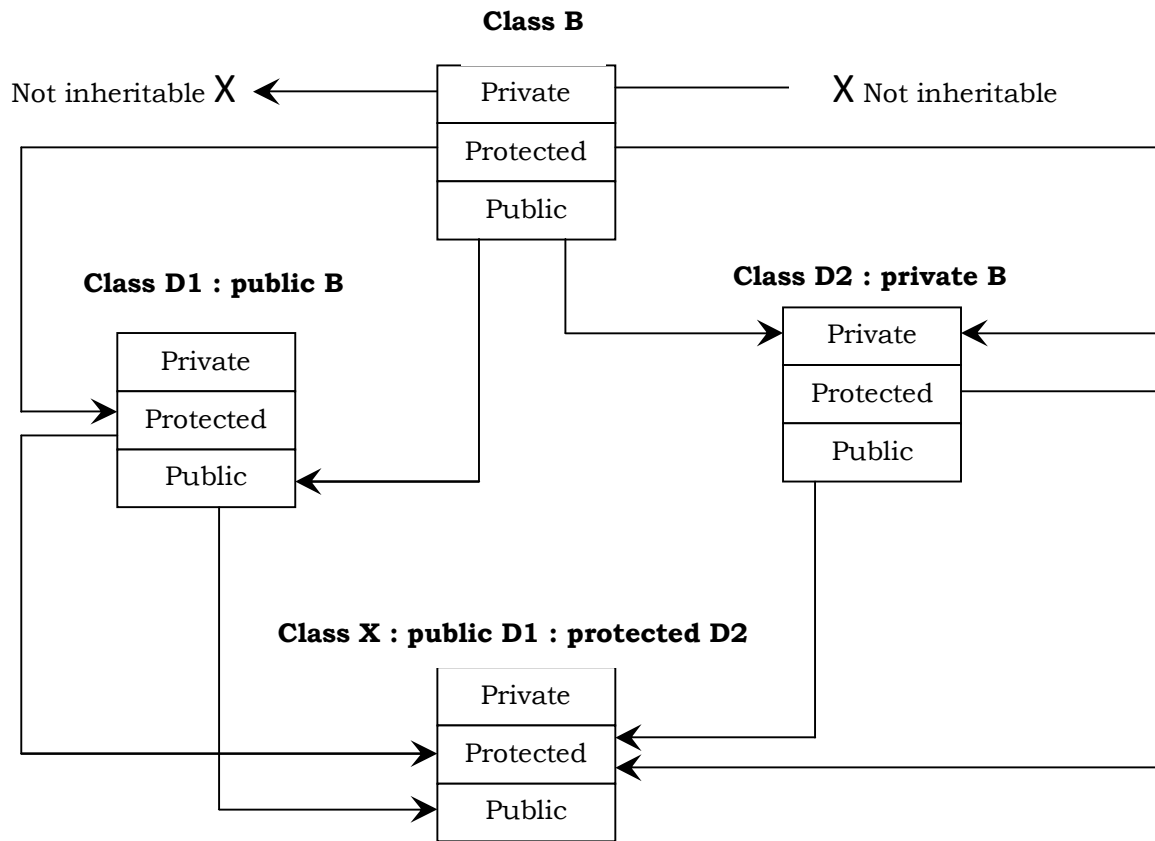 Class B
Not inheritable X
Private
X Not inheritable
Protected
Public
Class D1 : public B
Class D2 : private B
Private
Protected
Public
Private
Protected
Public
Class X : public D1 : protected D2
Private
Protected
Public